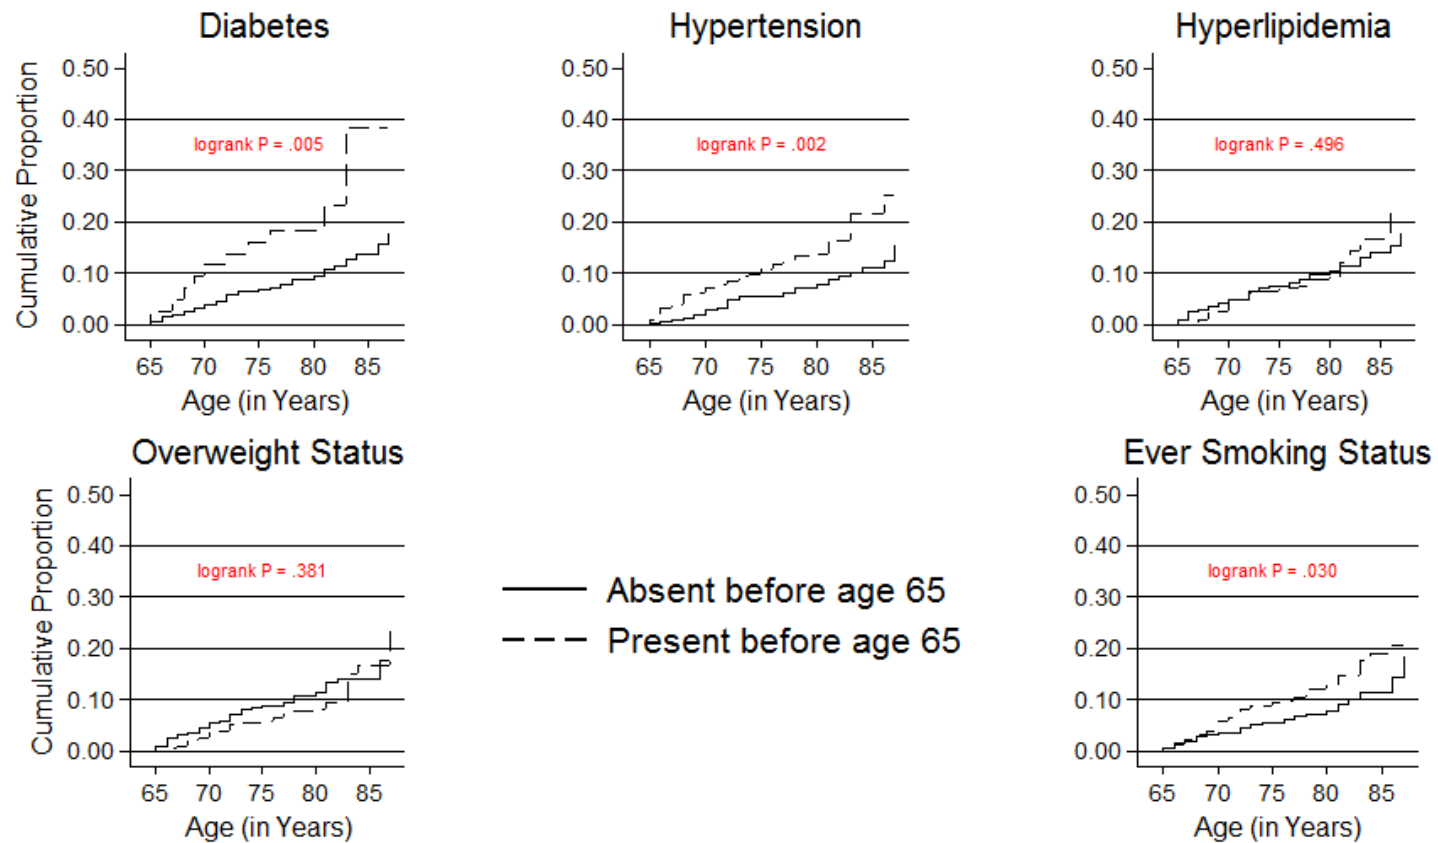 Diabetes
Cumulative Proportion
0.50
0.40
0.30
0.20
0.10
0.00
logrank P = .005
65 70 75 80 85
Age (in Years)
Hypertension
0.50
0.40
0.30
0.20
0.10
0.00
logrank P = .002
65 70 75 80 85
Age (in Years)
Hyperlipidemia
0.50
0.40
0.30
0.20
0.10
0.00
logrank P = .496
65 70 75 80 85
Age (in Years)
Overweight Status
Cumulative Proportion
0.50
0.40
0.30
0.20
0.10
0.00
logrank P = .381
65 70 75 80 85
Age (in Years)
Absent before age 65
Present before age 65
Ever Smoking Status
0.50
0.40
0.30
0.20
0.10
0.00
logrank P = .030
65 70 75 80 85
Age (in Years)